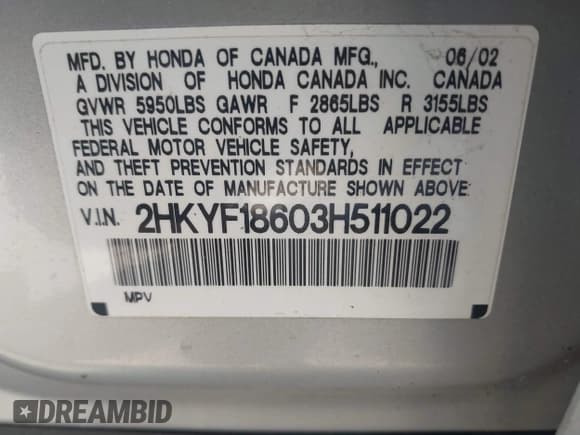 MFD. BY HONDA OF CANADA MFG., 06/02
A DIVISION OF HONDA CANADA INC. CANADA
GVWR 5950LBS GAWR F 2865LBS R 3155LBS
THIS VEHICLE CONFORMS TO ALL APPLICABLE
FEDERAL MOTOR VEHICLE SAFETY,
AND THEFT PREVENTION STANDARDS IN EFFECT
ON THE DATE OF MANUFACTURE SHOWN ABOVE.
V.I.N. 2HKYF18603H511022
MPV
DREAMBID